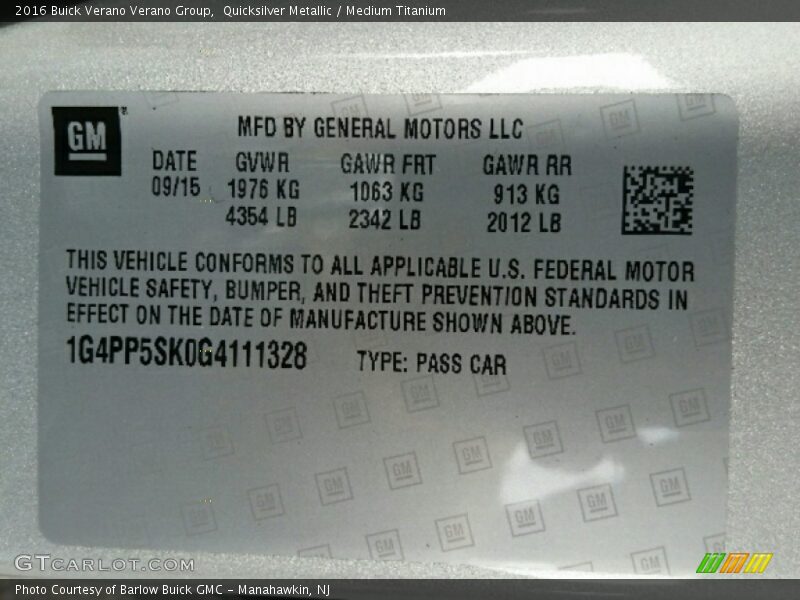 2016 Buick Verano Verano Group, Quicksilver Metallic / Medium Titanium
GM
MFD BY GENERAL MOTORS LLC
DATE GVWR GAWR FRT GAWR RR
09/15 1976 KG 1063 KG 913 KG
4354 LB 2342 LB 2012 LB
THIS VEHICLE CONFORMS TO ALL APPLICABLE U.S. FEDERAL MOTOR
VEHICLE SAFETY, BUMPER, AND THEFT PREVENTION STANDARDS IN
EFFECT ON THE DATE OF MANUFACTURE SHOWN ABOVE.
1G4PP5SK0G4111328 TYPE: PASS CAR
GTCARLOT.COM
Photo Courtesy of Barlow Buick GMC – Manahawkin, NJ